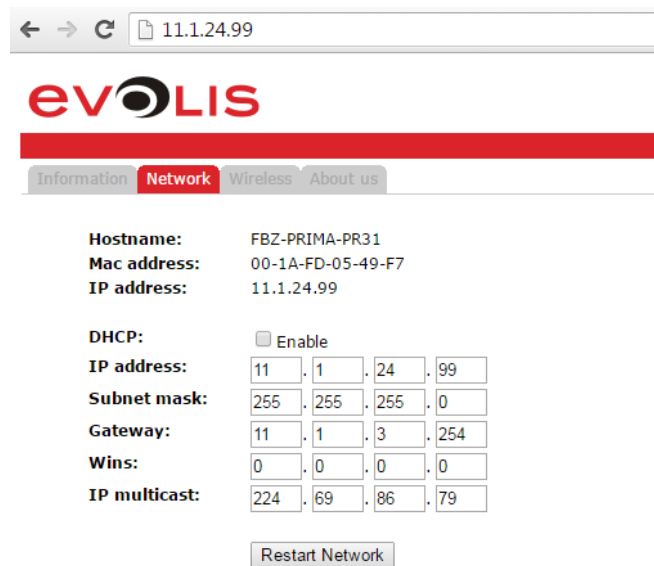 11.1.24.99
evolis
Information Network Wireless About us
Hostname: FBZ-PRIMA-PR31
Mac address: 00-1A-FD-05-49-F7
IP address: 11.1.24.99
DHCP: Enable
IP address: 11 . 1 . 24 . 99
Subnet mask: 255 . 255 . 255 . 0
Gateway: 11 . 1 . 3 . 254
Wins: 0 . 0 . 0 . 0
IP multicast: 224 . 69 . 86 . 79
Restart Network